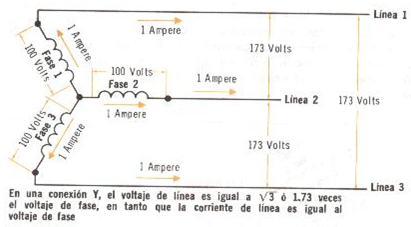 Línea 1
1 Ampere
1 Ampere
173 Volts
100 Volts
Fase 1
100 Volts
Fase 2
1 Ampere
1 Ampere
Línea 2
173 Volts
100 Volts
Fase 3
1 Ampere
173 Volts
1 Ampere
Línea 3
En una conexión Y, el voltaje de línea es igual a √3 ó 1.73 veces
el voltaje de fase, en tanto que la corriente de línea es igual al
voltaje de fase